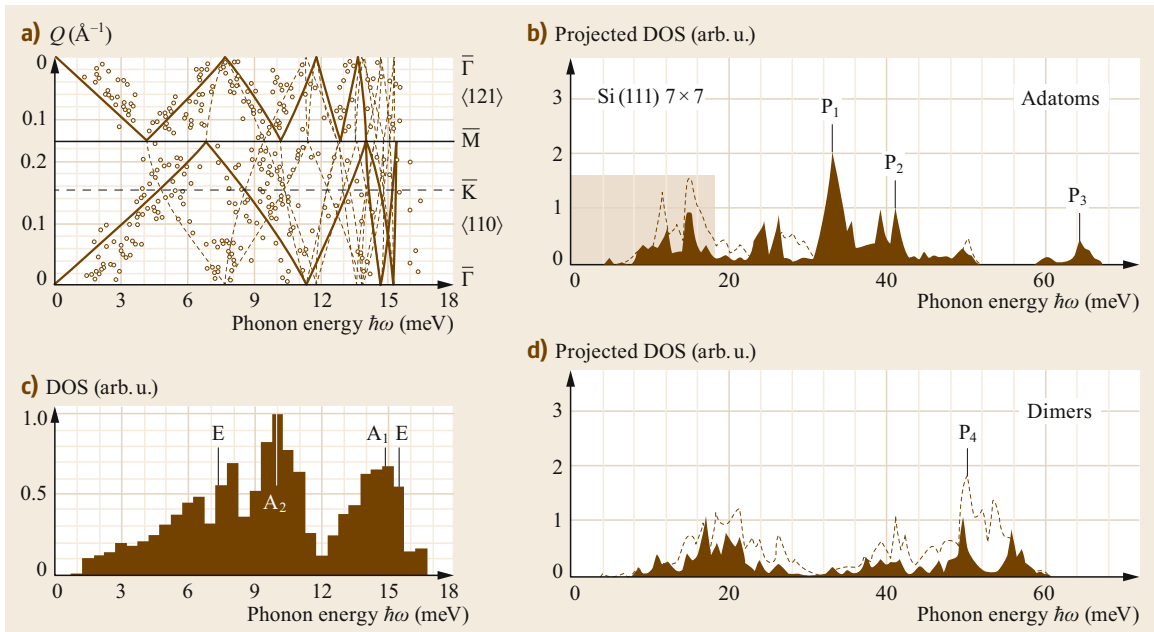 a) Q (Å⁻¹)
0
0.1
0.2
0.1
0
Γ̄
⟨121⟩
M̄
K̄
⟨110⟩
Γ̄
0 3 6 9 12 15 18
Phonon energy ħω (meV)
b) Projected DOS (arb. u.)
3
2
1
0
Si (111) 7 × 7
P₁
P₂
P₃
Adatoms
0 20 40 60
Phonon energy ħω (meV)
c) DOS (arb. u.)
1.0
0.5
0
E
A₂
A₁ E
0 3 6 9 12 15 18
Phonon energy ħω (meV)
d) Projected DOS (arb. u.)
3
2
1
0
Dimers
P₄
0 20 40 60
Phonon energy ħω (meV)